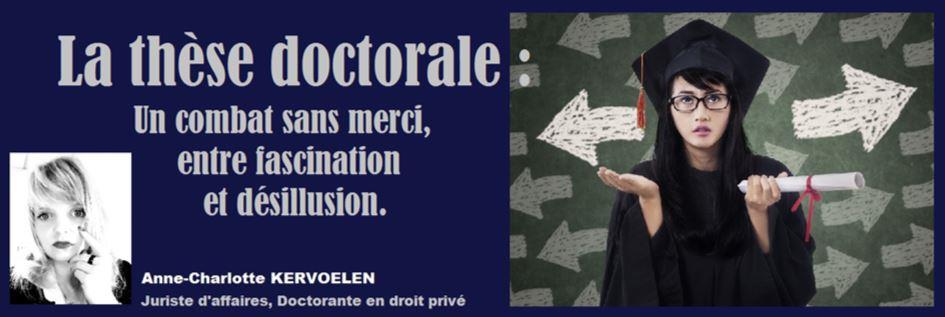 La thèse doctorale :
Un combat sans merci,
entre fascination
et désillusion.
Anne-Charlotte KERVOELEN
Juriste d'affaires, Doctorante en droit privé